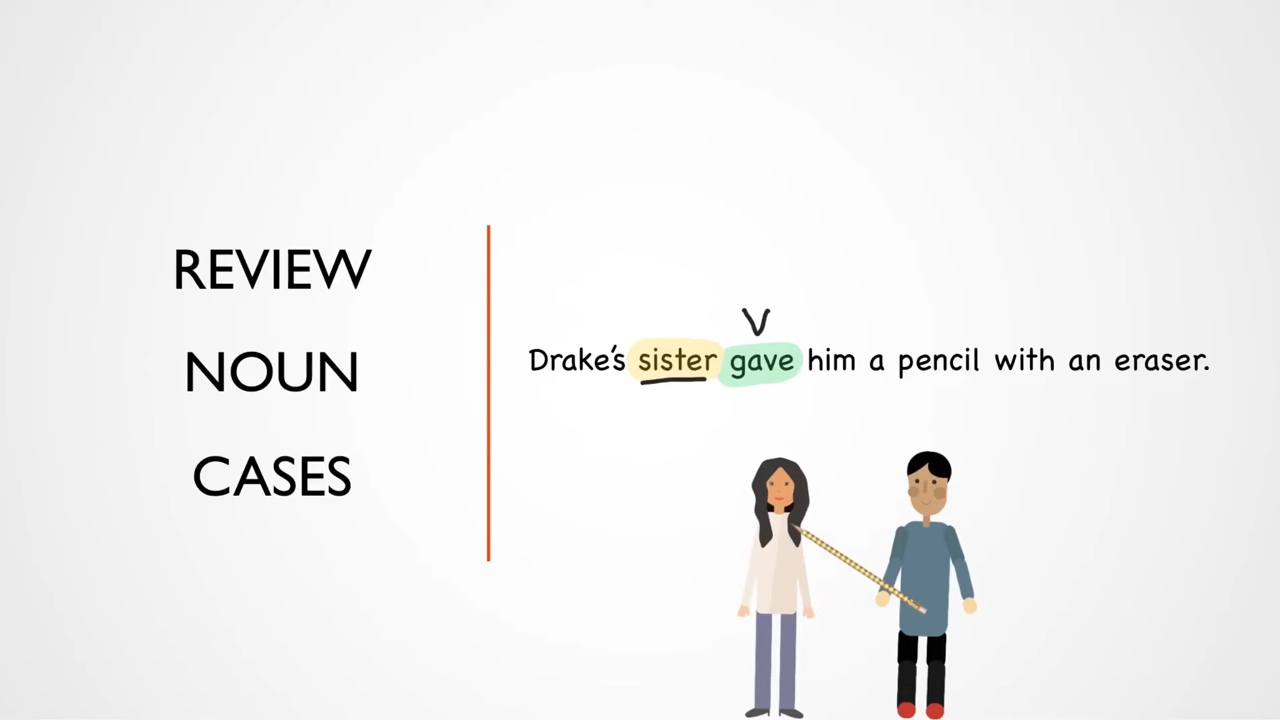 REVIEW
NOUN
CASES
V
Drake's sister gave him a pencil with an eraser.